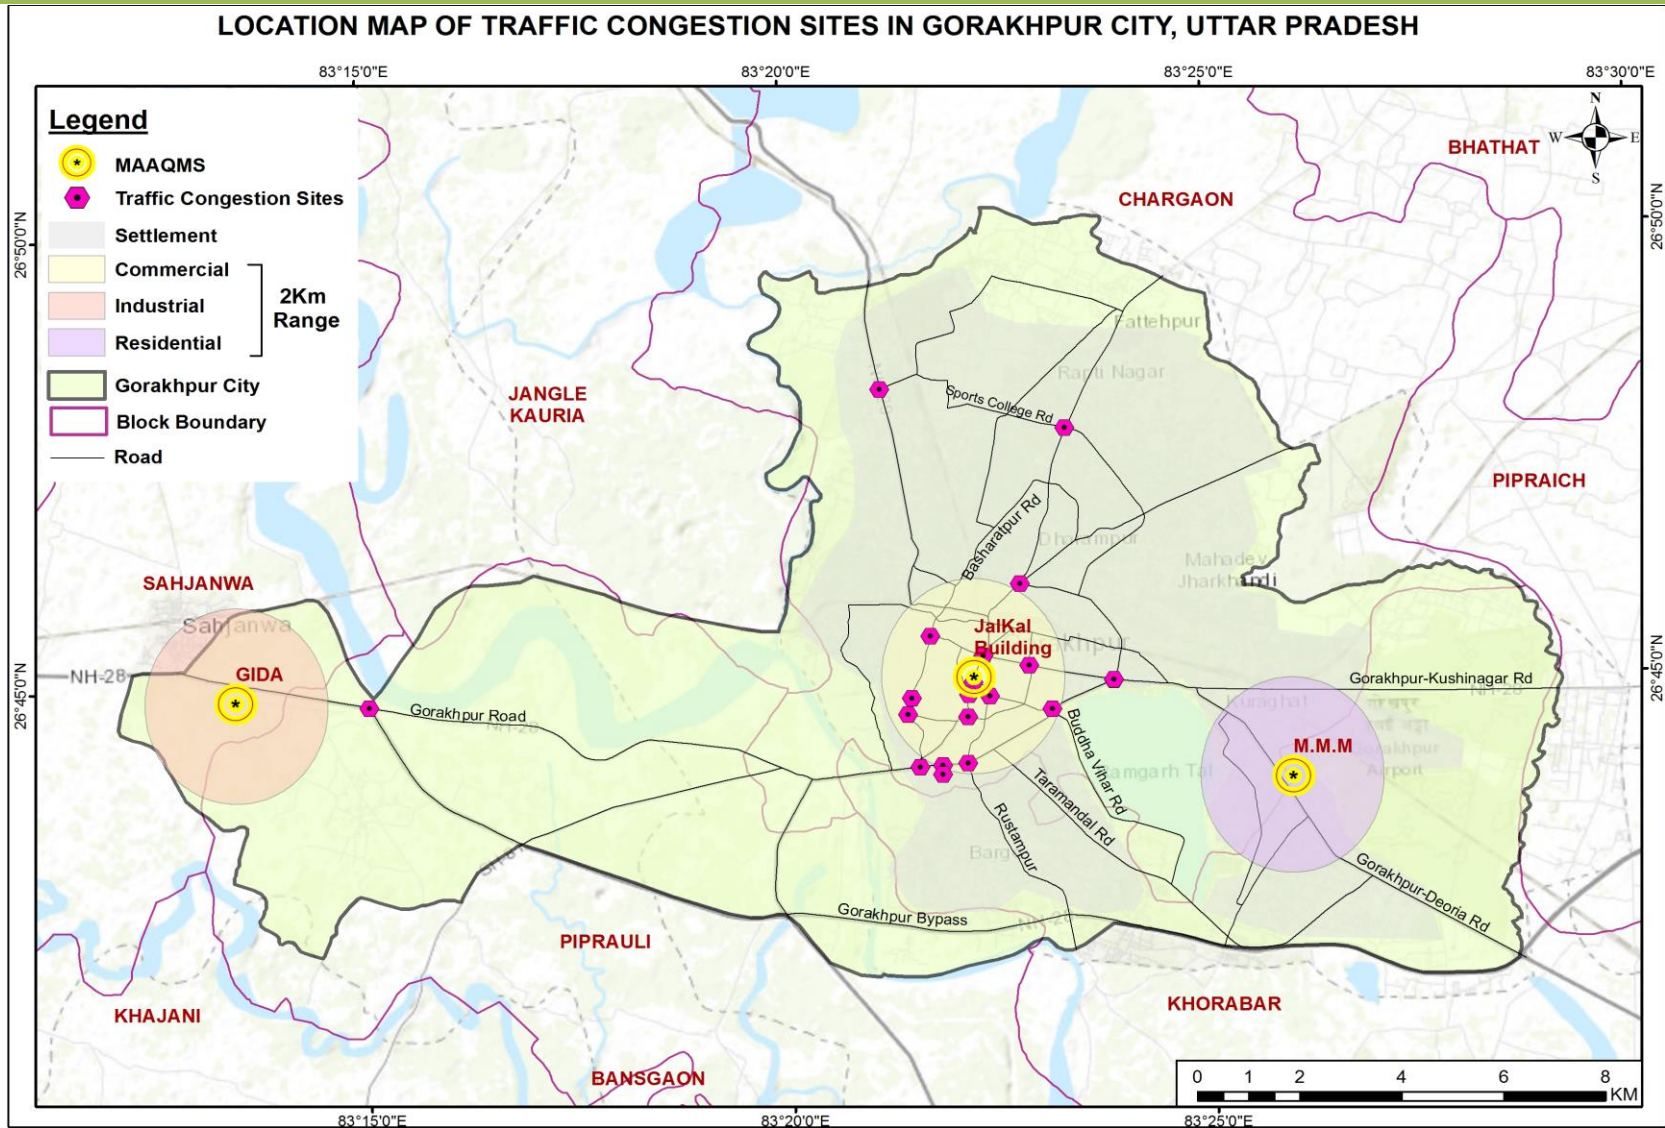 LOCATION MAP OF TRAFFIC CONGESTION SITES IN GORAKHPUR CITY, UTTAR PRADESH
83°15'0"E
83°20'0"E
83°25'0"E
83°30'0"E
Legend
MAAQMS
Traffic Congestion Sites
Settlement
Commercial
Industrial
Residential
2Km
Range
Gorakhpur City
Block Boundary
Road
N
W
E
S
BHATHAT
CHARGAON
26°50'0"N
26°50'0"N
Fattehpur
Rapti Nagar
JANGLE
KAURIA
Sports College Rd
PIPRAICH
Basharatpur Rd
Mahadev
Jharkhandi
SAHJANWA
Sahjanwa
JalKal
Building
NH-28
GIDA
26°45'0"N
26°45'0"N
Gorakhpur-Kushinagar Rd
NH-28
Kuraghat
Gorakhpur Road
NH-28
M.M.M
Airport
Buddha Vihar Rd
Taramandal Rd
Rustampur
Gorakhpur-Deoria Rd
Gorakhpur Bypass
PIPRAULI
KHAJANI
KHORABAR
BANSGAON
0 1 2 4 6 8
KM
83°15'0"E
83°20'0"E
83°25'0"E